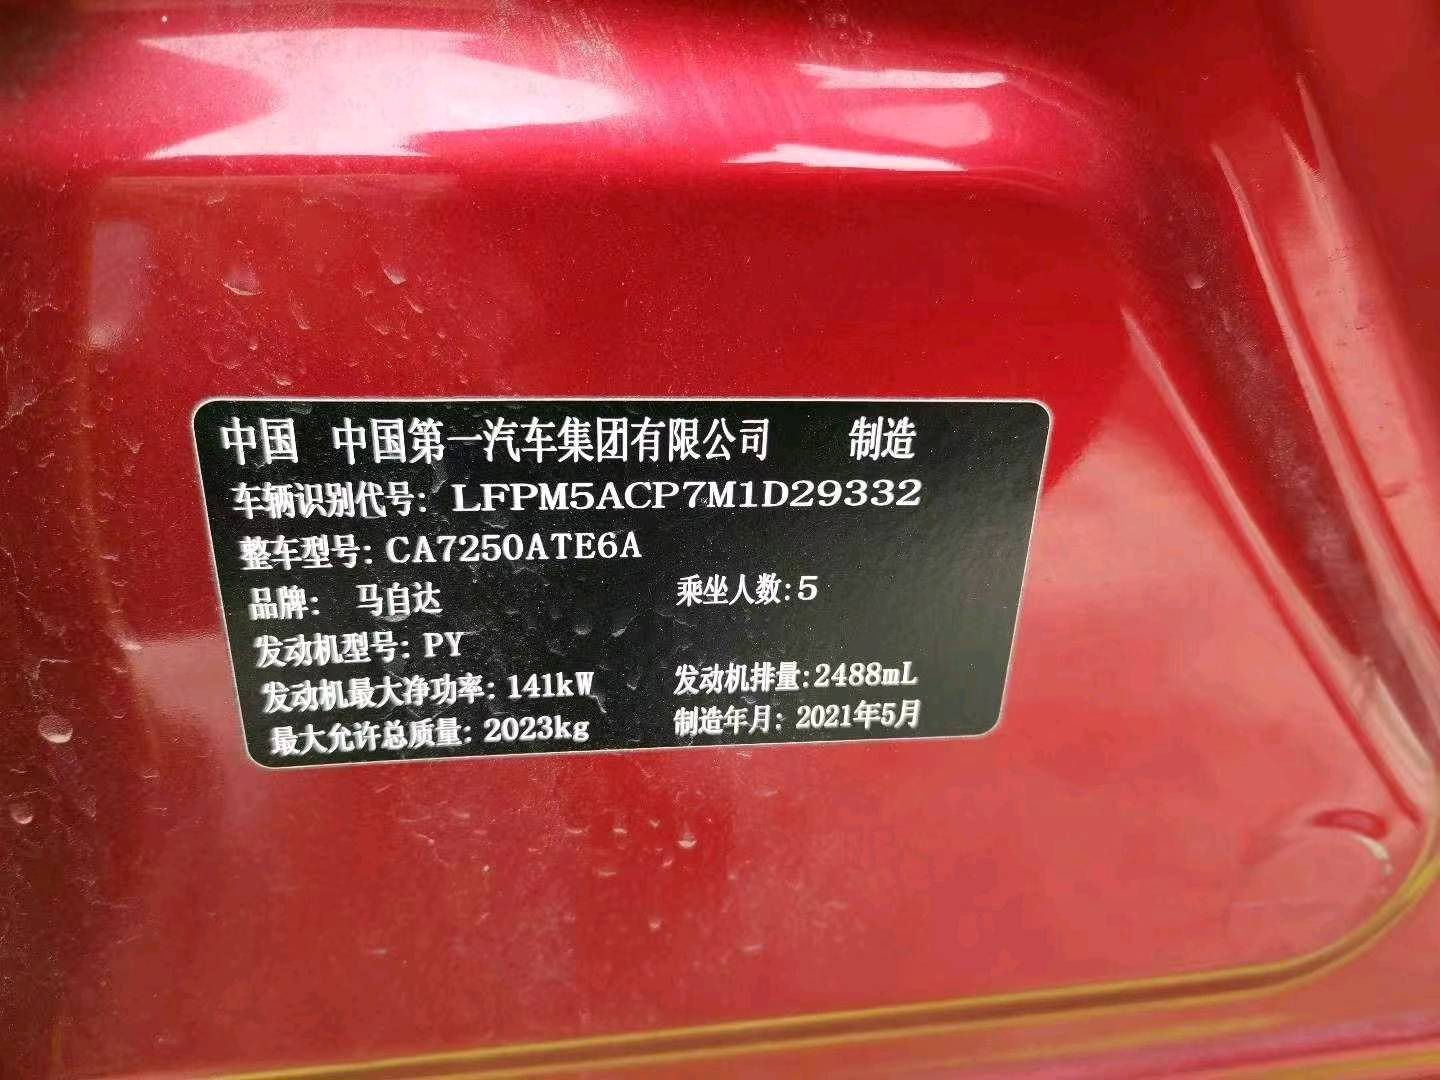 中国 中国第一汽车集团有限公司 制造
车辆识别代号: LFPM5ACP7M1D29332
整车型号: CA7250ATE6A
品牌: 马自达 乘坐人数:5
发动机型号: PY
发动机最大净功率: 141kW 发动机排量:2488mL
最大允许总质量: 2023kg 制造年月: 2021年5月